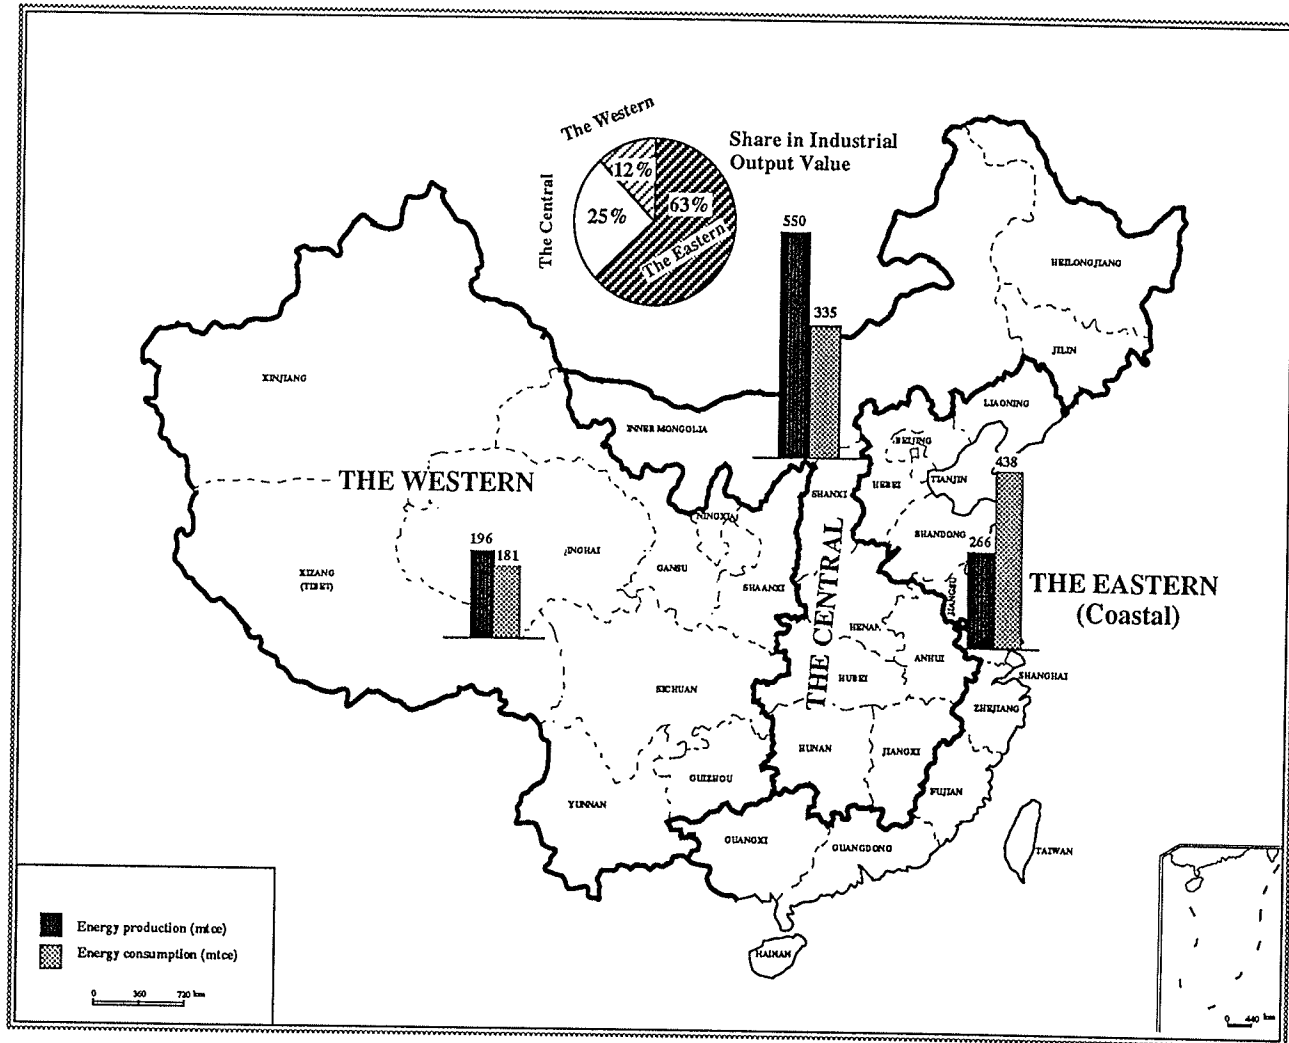 The Western
Share in Industrial
Output Value
12%
The Central
25%
63%
The Eastern
550
335
HEILONGJIANG
JILIN
XINJIANG
LIAONING
INNER MONGOLIA
BEIJING
438
THE WESTERN
HEBEI
TIANJIN
SHANXI
NINGXIA
SHANDONG
196
181
INGHAI
GANSU
266
XIZANG
(TIBET)
SHAANXI
JIANGSU
THE EASTERN
(Coastal)
THE CENTRAL
HENAN
ANHUI
HUBEI
SHANGHAI
SICHUAN
ZHEJIANG
HUNAN
JIANGXI
GUIZHOU
FUJIAN
YUNNAN
GUANGXI
GUANGDONG
TAIWAN
HAINAN
Energy production (mtce)
Energy consumption (mtce)
0 360 720 km
0 440 km